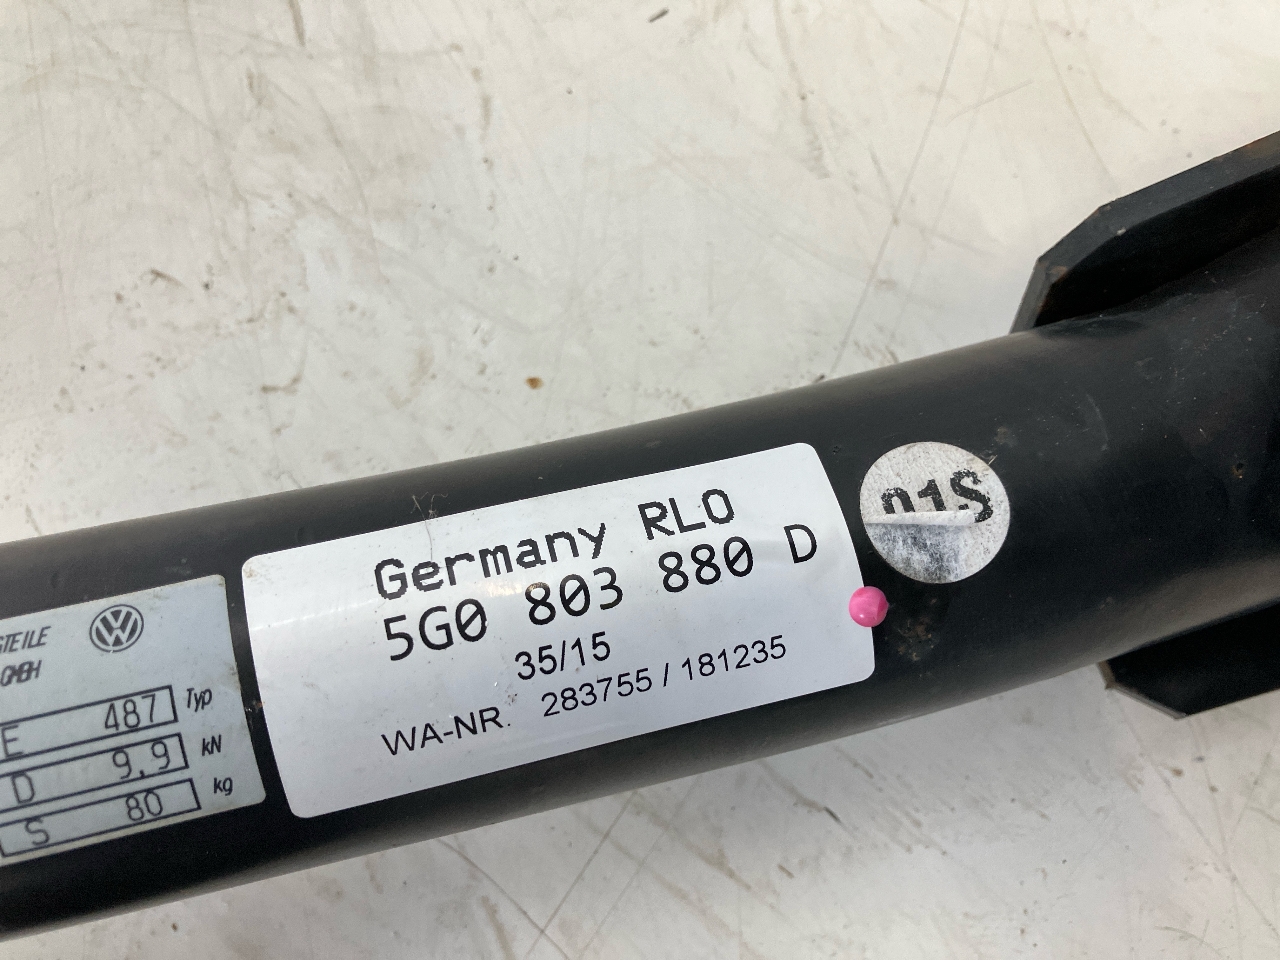 GMBH
E 487 Typ
D 9,9 kN
S 80 kg
Germany RLO
5G0 803 880 D
35/15
WA-NR. 283755 / 181235
01S